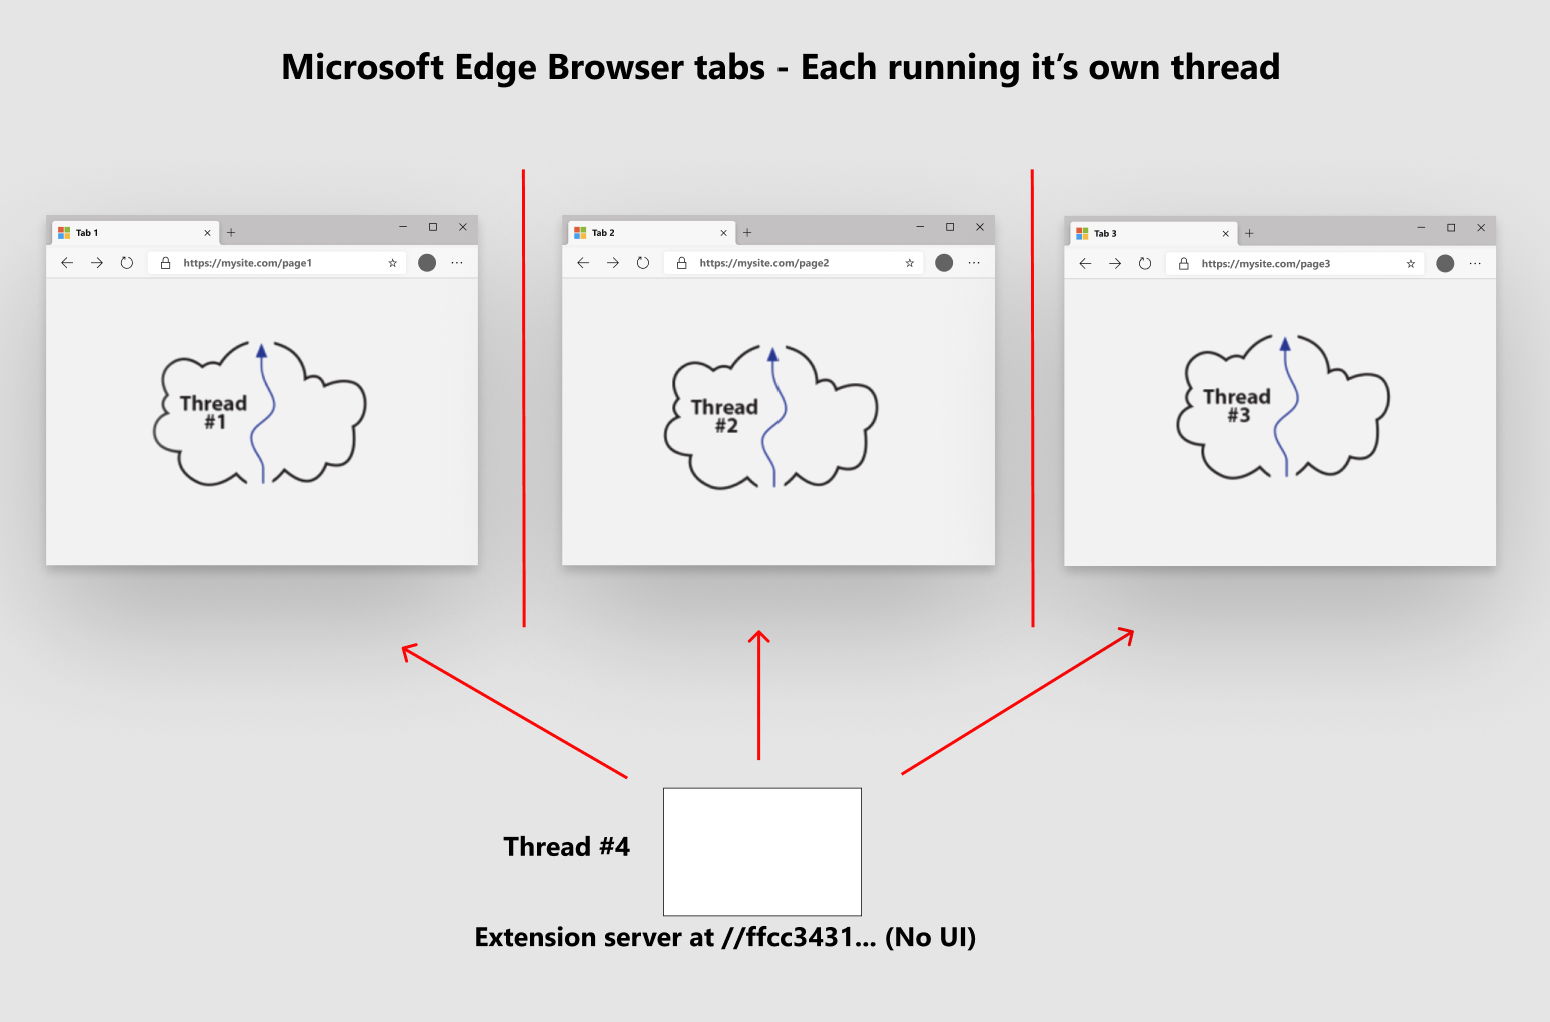 Microsoft Edge Browser tabs - Each running it’s own thread
Tab 1
https://mysite.com/page1
Thread
#1
Tab 2
https://mysite.com/page2
Thread
#2
Tab 3
https://mysite.com/page3
Thread
#3
Thread #4
Extension server at //ffcc3431... (No UI)